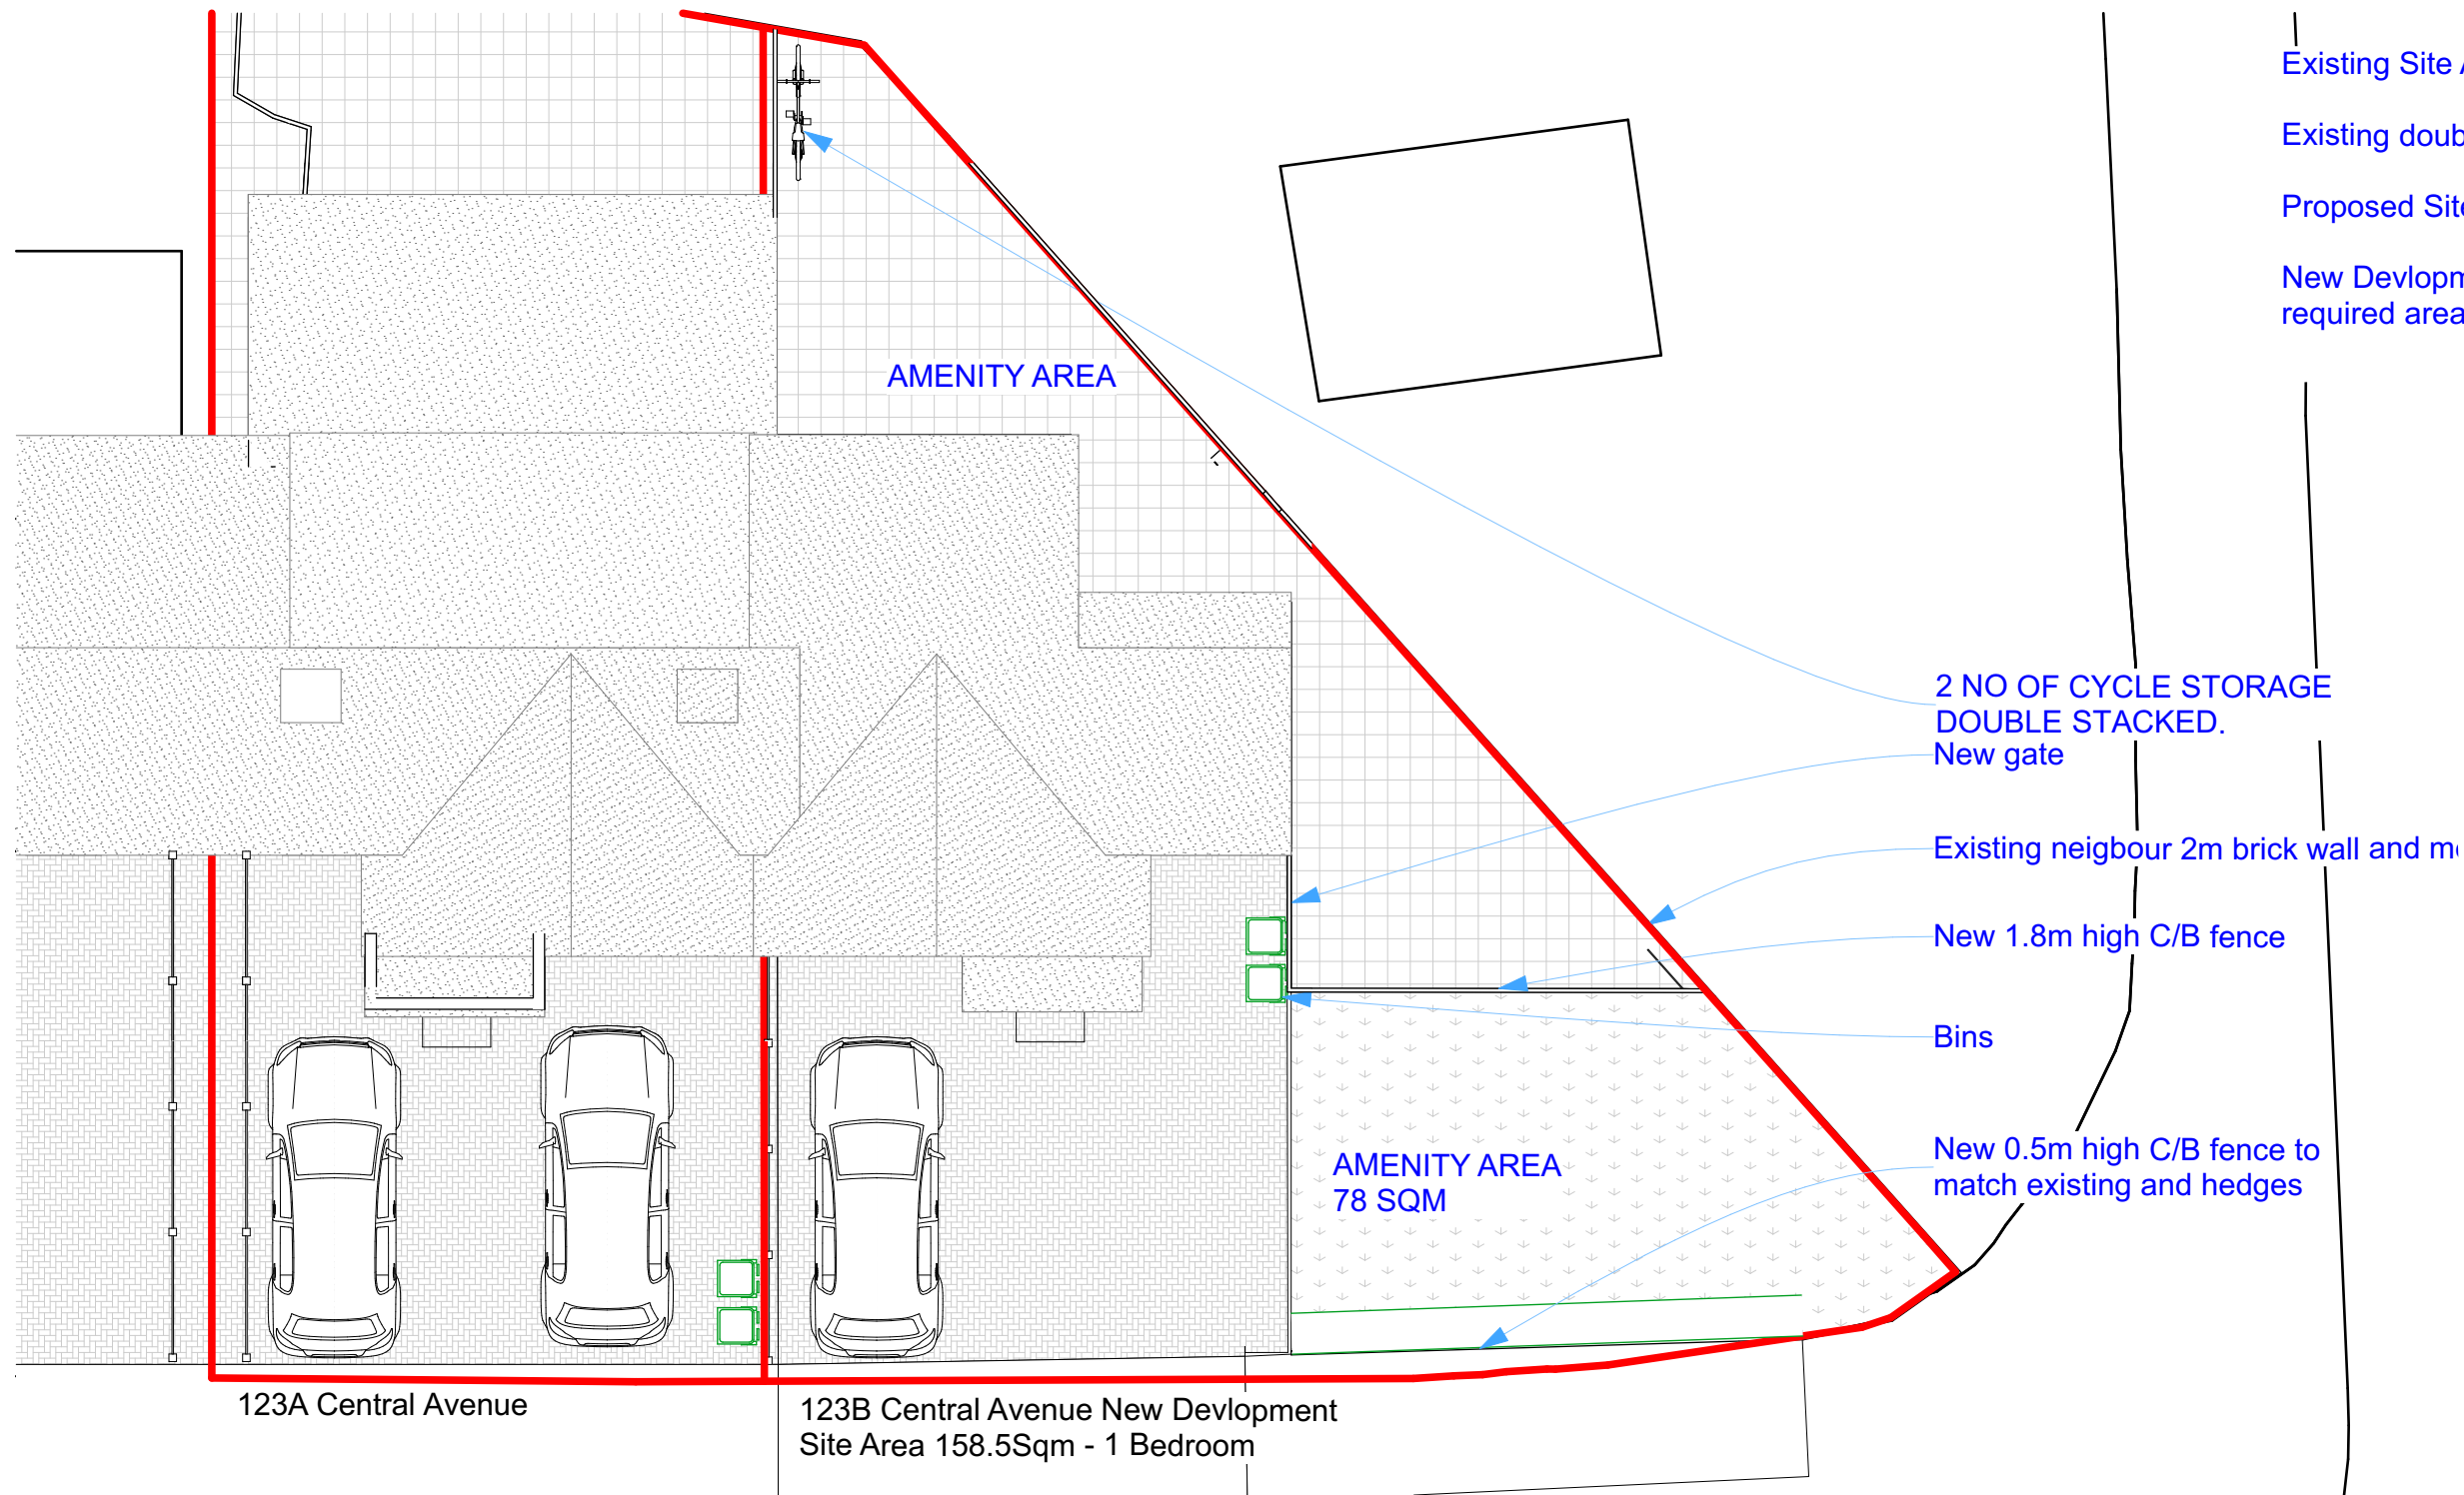 Existing Site
Existing
Proposed
New
required area
AMENITY AREA
2 NO OF CYCLE STORAGE
DOUBLE STACKED.
New gate
Existing neigbour 2m brick wall and
New 1.8m high C/B fence
Bins
New 0.5m high C/B fence to
match existing and hedges
AMENITY AREA
78 SQM
123A Central Avenue
123B Central Avenue New Devlopment
Site Area 158.5Sqm - 1 Bedroom